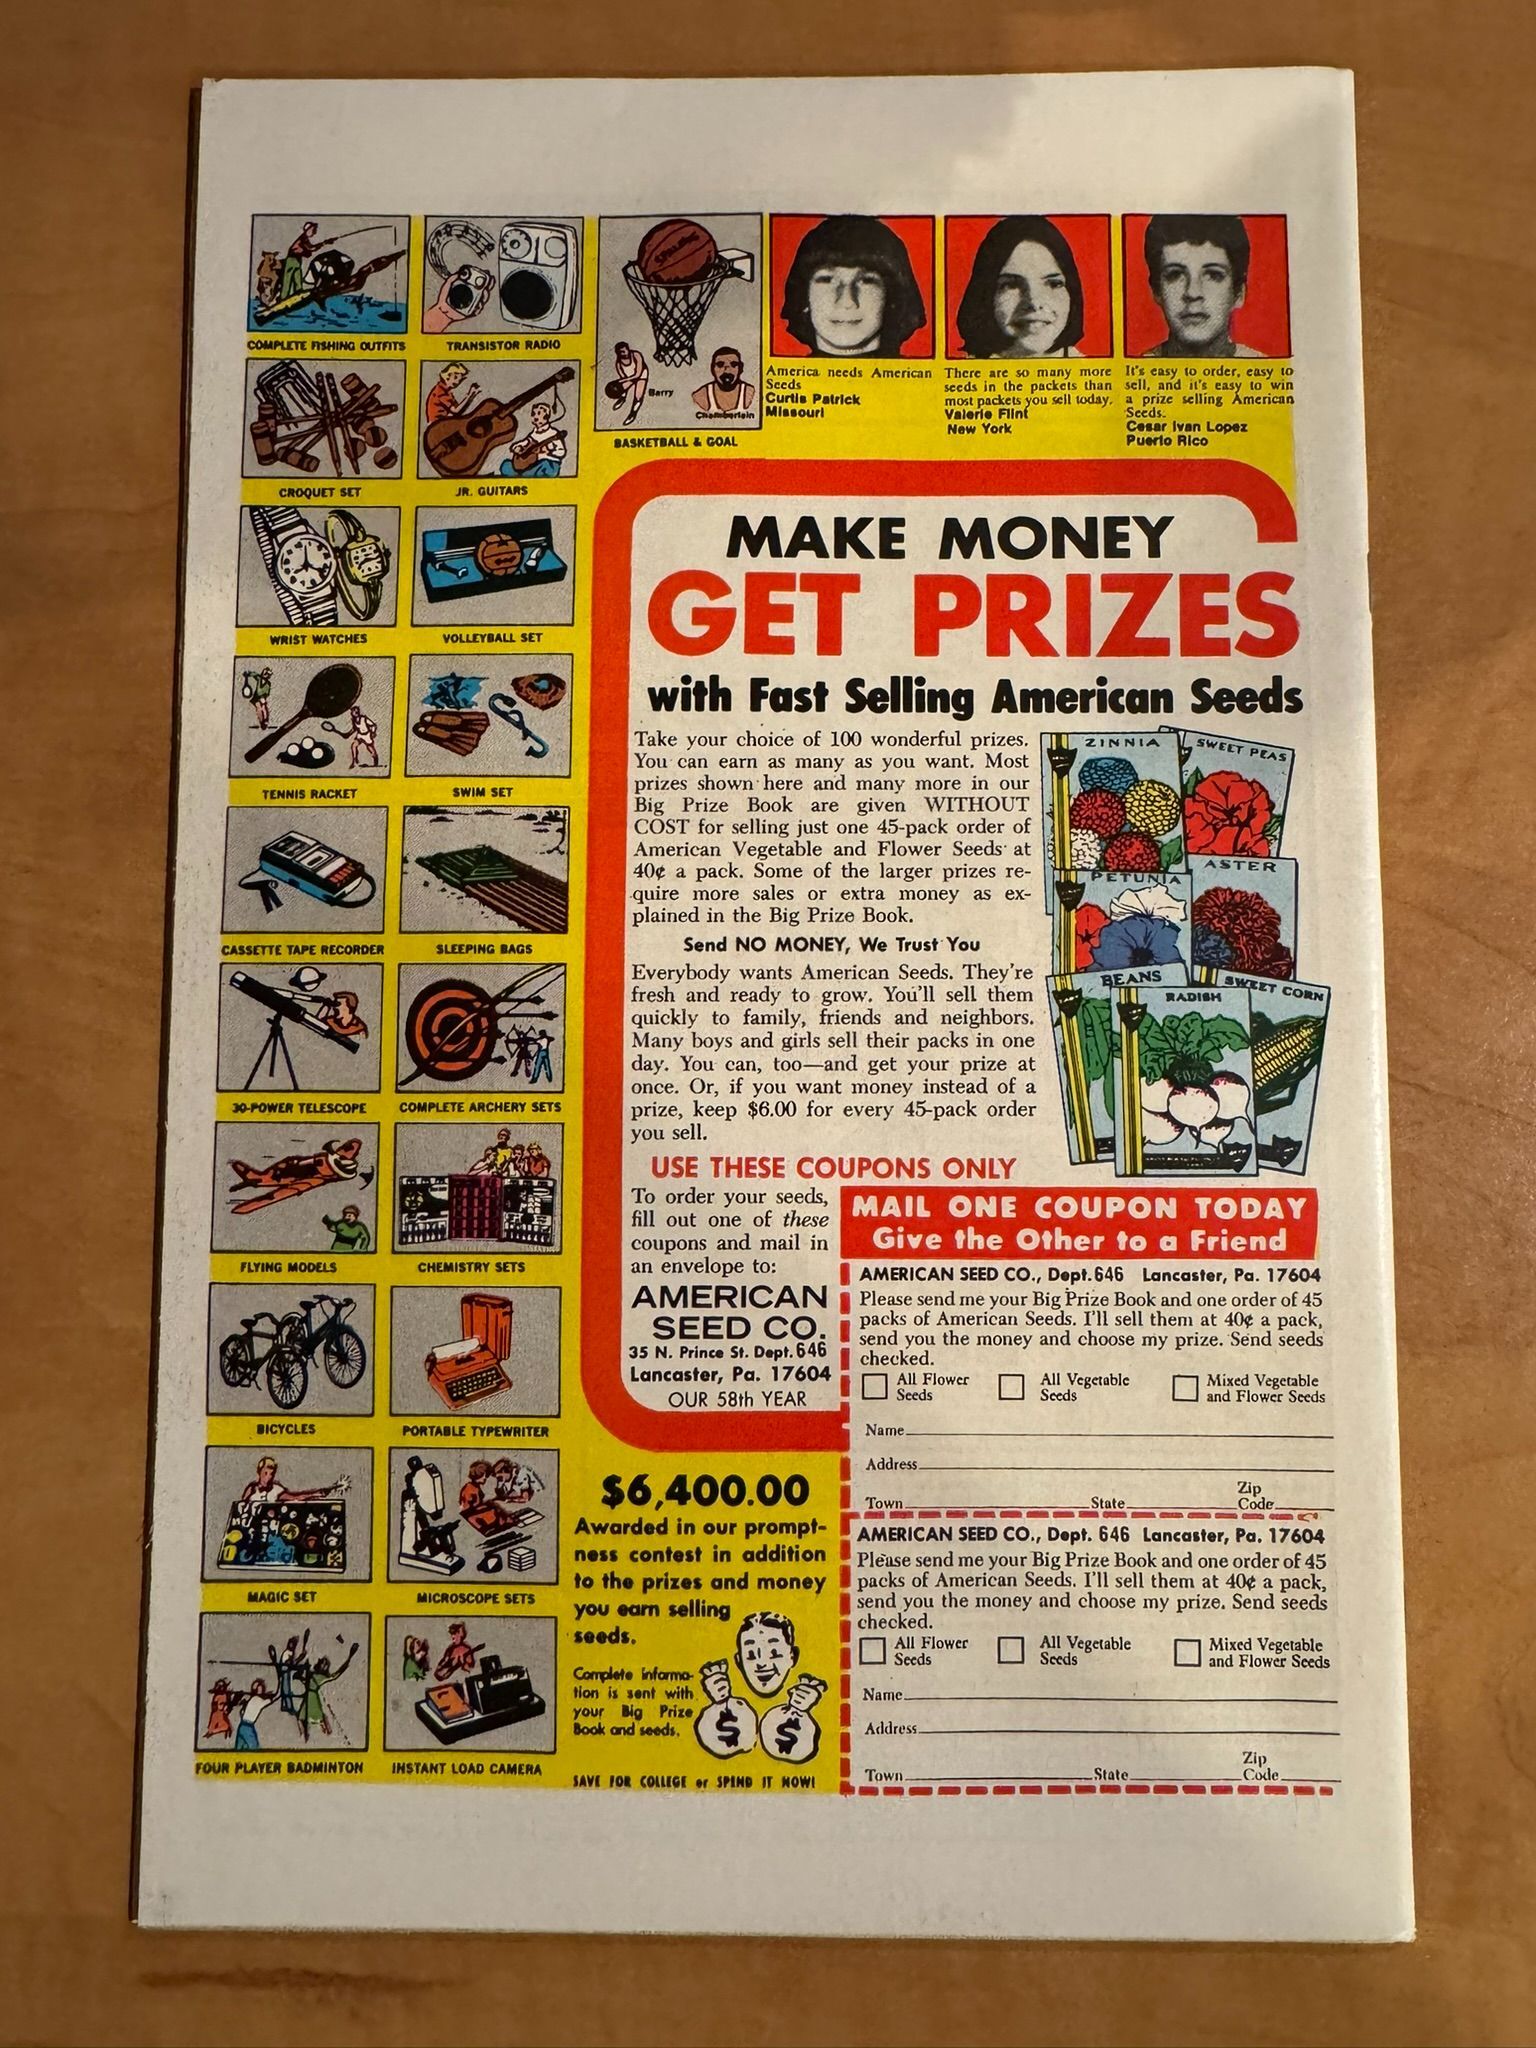 COMPLETE FISHING OUTFITS
TRANSISTOR RADIO
SPALDING
Barry
Chamberlain
BASKETBALL & GOAL
America needs American
Seeds
Curtis Patrick
Missouri
There are so many more
seeds in the packets than
most packets you sell today.
Valerie Flint
New York
It's easy to order, easy to
sell, and it's easy to win
a prize selling American
Seeds.
Cesar Ivan Lopez
Puerto Rico
CROQUET SET
JR. GUITARS
WRIST WATCHES
VOLLEYBALL SET
TENNIS RACKET
SWIM SET
CASSETTE TAPE RECORDER
SLEEPING BAGS
30-POWER TELESCOPE
COMPLETE ARCHERY SETS
FLYING MODELS
CHEMISTRY SETS
BICYCLES
PORTABLE TYPEWRITER
MAGIC SET
MICROSCOPE SETS
FOUR PLAYER BADMINTON
INSTANT LOAD CAMERA
MAKE MONEY
GET PRIZES
with Fast Selling American Seeds
Take your choice of 100 wonderful prizes.
You can earn as many as you want. Most
prizes shown here and many more in our
Big Prize Book are given WITHOUT
COST for selling just one 45-pack order of
American Vegetable and Flower Seeds at
40¢ a pack. Some of the larger prizes re-
quire more sales or extra money as ex-
plained in the Big Prize Book.
Send NO MONEY, We Trust You
Everybody wants American Seeds. They're
fresh and ready to grow. You'll sell them
quickly to family, friends and neighbors.
Many boys and girls sell their packs in one
day. You can, too—and get your prize at
once. Or, if you want money instead of a
prize, keep $6.00 for every 45-pack order
you sell.
ZINNIA
SWEET PEAS
PETUNIA
ASTER
BEANS
RADISH
SWEET CORN
USE THESE COUPONS ONLY
To order your seeds,
fill out one of these
coupons and mail in
an envelope to:
AMERICAN
SEED CO.
35 N. Prince St. Dept. 646
Lancaster, Pa. 17604
OUR 58th YEAR
$6,400.00
Awarded in our prompt-
ness contest in addition
to the prizes and money
you earn selling
seeds.
Complete informa-
tion is sent with
your Big Prize
Book and seeds.
$ $
SAVE FOR COLLEGE or SPEND IT NOW!
MAIL ONE COUPON TODAY
Give the Other to a Friend
AMERICAN SEED CO., Dept. 646 Lancaster, Pa. 17604
Please send me your Big Prize Book and one order of 45
packs of American Seeds. I'll sell them at 40¢ a pack,
send you the money and choose my prize. Send seeds
checked.
All Flower
Seeds
All Vegetable
Seeds
Mixed Vegetable
and Flower Seeds
Name
Address
Town State Zip
Code
AMERICAN SEED CO., Dept. 646 Lancaster, Pa. 17604
Please send me your Big Prize Book and one order of 45
packs of American Seeds. I'll sell them at 40¢ a pack,
send you the money and choose my prize. Send seeds
checked.
All Flower
Seeds
All Vegetable
Seeds
Mixed Vegetable
and Flower Seeds
Name
Address
Town State Zip
Code